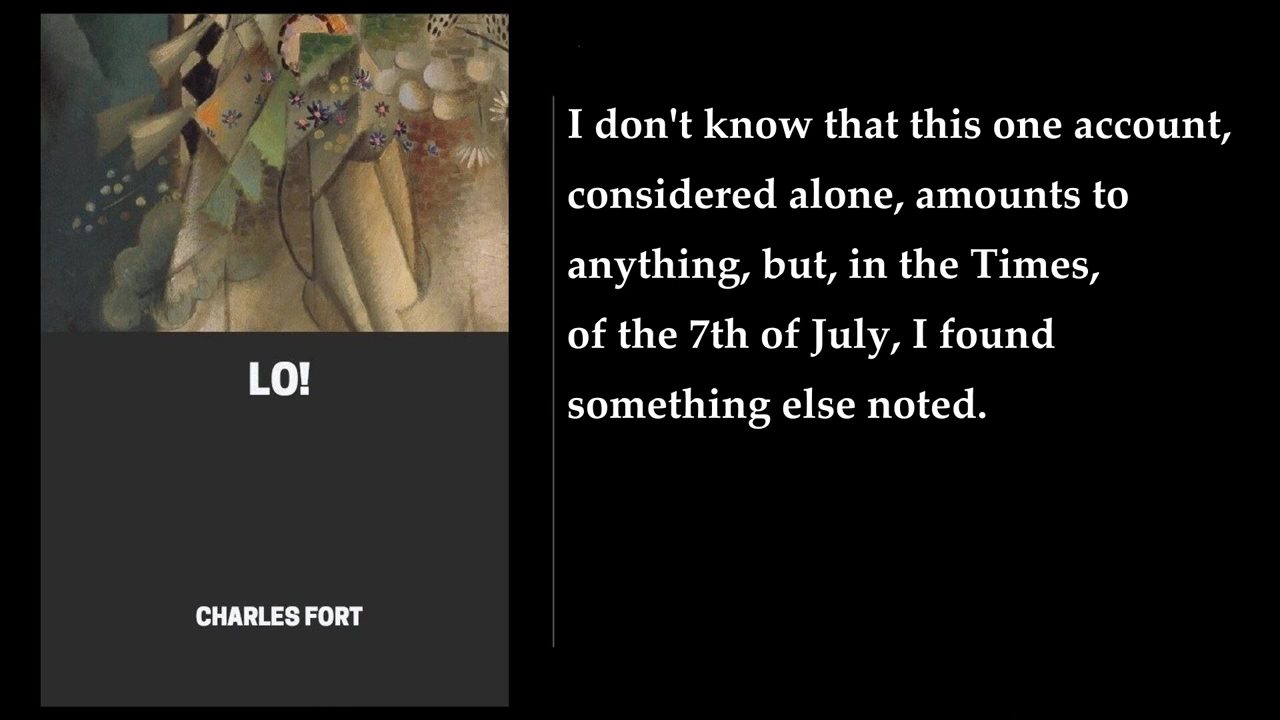 LO!
CHARLES FORT
I don't know that this one account,
considered alone, amounts to
anything, but, in the Times,
of the 7th of July, I found
something else noted.